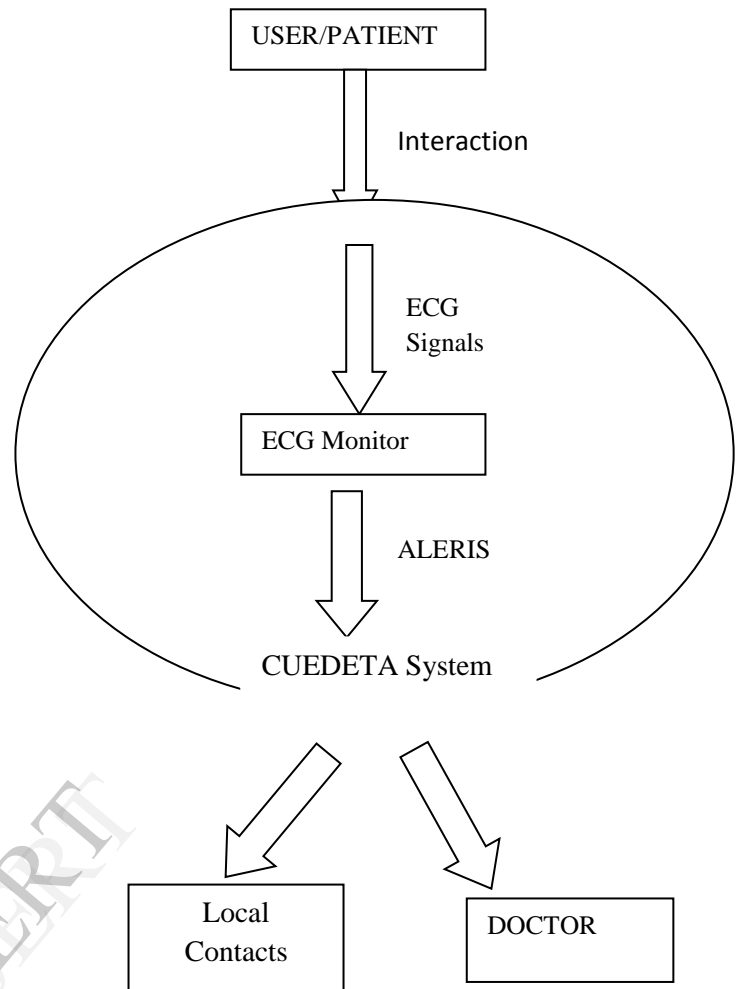 USER/PATIENT
Interaction
ECG
Signals
ECG Monitor
ALERIS
CUEDETA System
Local
Contacts
DOCTOR